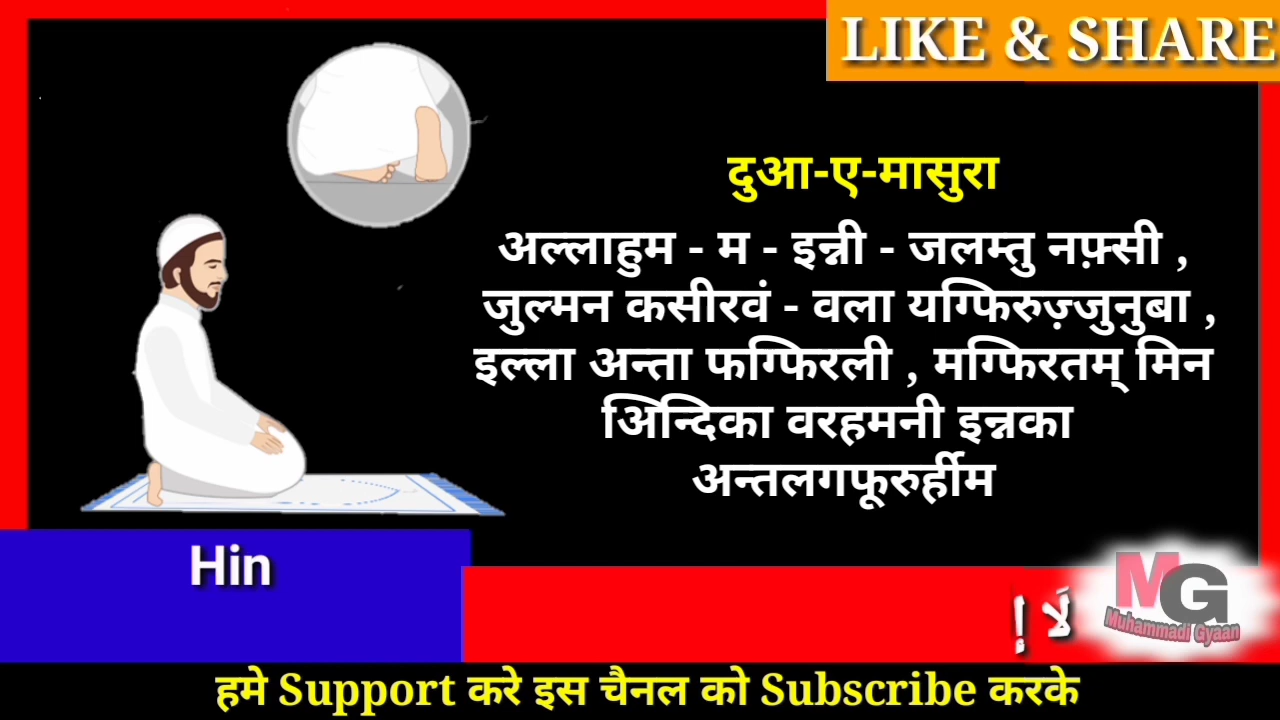 LIKE & SHARE
दुआ-ए-मासुरा
अल्लाहुम - म - इन्नी - जलम्तु नफ़्सी ,
जुल्मन कसीरवं - वला यग्फिरुज़्जुनुबा ,
इल्ला अन्ता फग्फिरली , मग्फिरतम् मिन
अिन्दिका वरहमनी इन्नका
अन्तलगफूरुर्हीम
Hin
لَا إ
MG
Muhammadi Gyaan
हमे Support करे इस चैनल को Subscribe करके